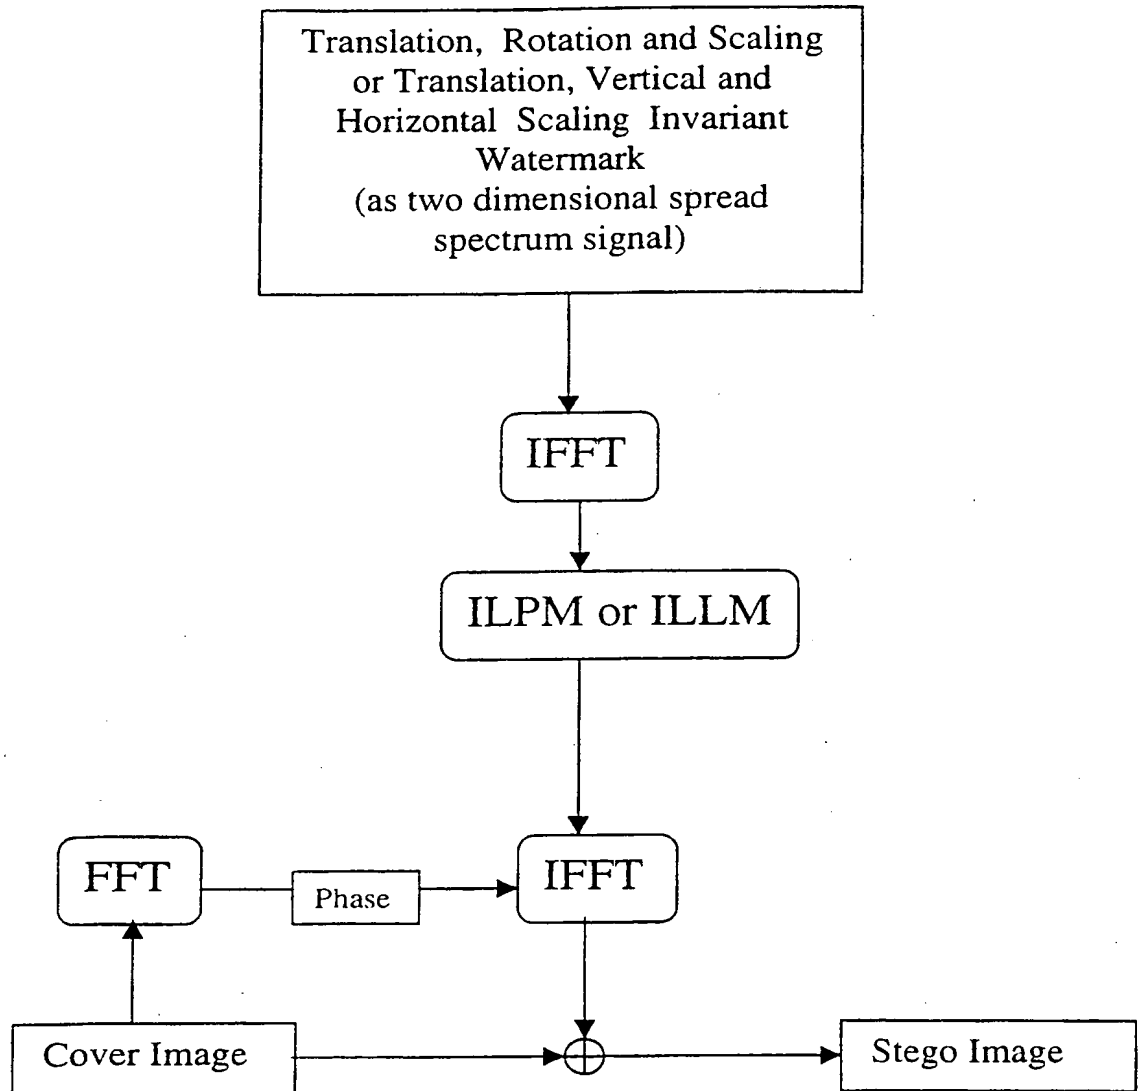 Translation, Rotation and Scaling
or Translation, Vertical and
Horizontal Scaling Invariant
Watermark
(as two dimensional spread
spectrum signal)
IFFT
ILPM or ILLM
FFT
Phase
IFFT
Cover Image
Stego Image